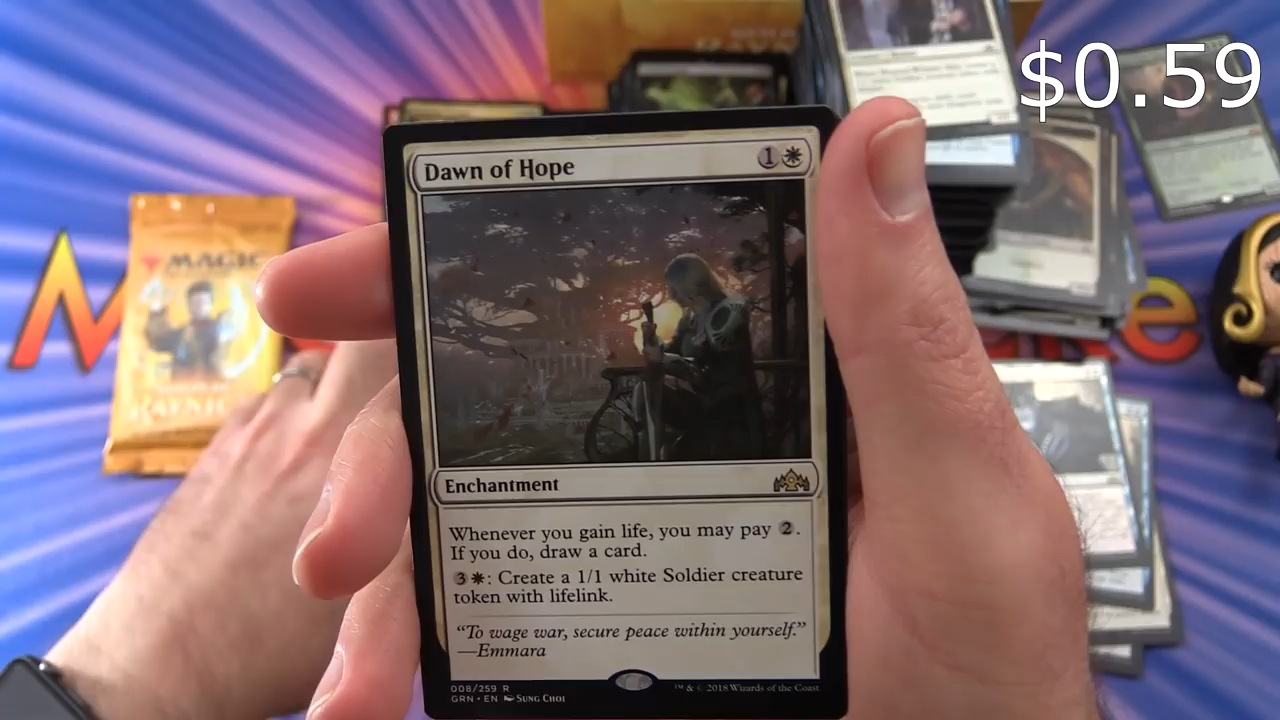 $0.59
Dawn of Hope 1
MAGIC
Enchantment
Whenever you gain life, you may pay 2.
If you do, draw a card.
3: Create a 1/1 white Soldier creature
token with lifelink.
“To wage war, secure peace within yourself.”
—Emmara
008/259 R
GRN • EN Sung Choi
™ & © 2018 Wizards of the Coast